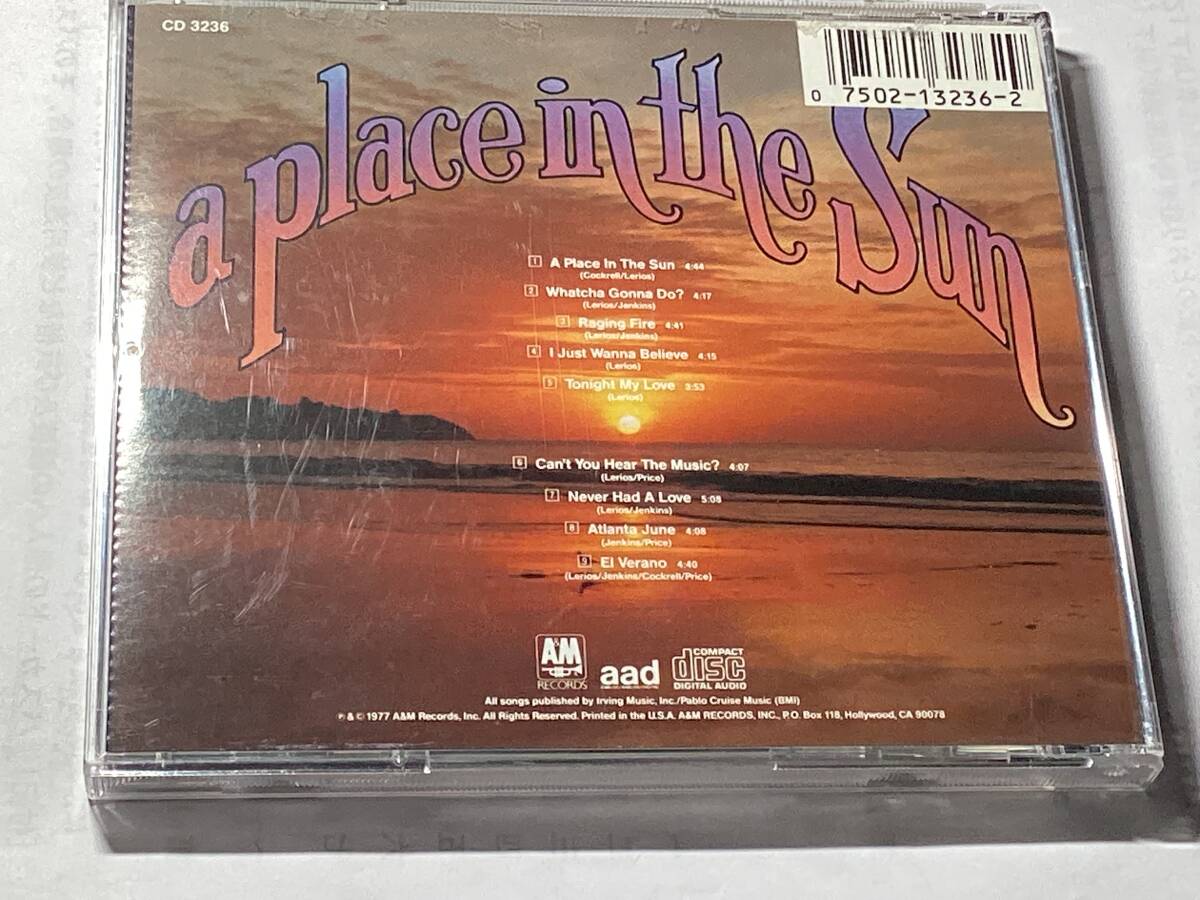 CD 3236
0 7502-13236-2
a place in the Sun
1 A Place In The Sun 4:44
(Cockrell/Lerios)
2 Whatcha Gonna Do? 4:17
(Lerios/Jenkins)
3 Raging Fire 4:41
(Lerios/Jenkins)
4 I Just Wanna Believe 4:15
(Lerios)
5 Tonight My Love 3:53
(Lerios)
6 Can't You Hear The Music? 4:07
(Lerios/Price)
7 Never Had A Love 5:08
(Lerios/Jenkins)
8 Atlanta June 4:08
(Jenkins/Price)
9 El Verano 4:40
(Lerios/Jenkins/Cockrell/Price)
A&M
RECORDS
aad
COMPACT
disc
DIGITAL AUDIO
All songs published by Irving Music, Inc./Pablo Cruise Music (BMI)
℗ & © 1977 A&M Records, Inc. All Rights Reserved. Printed in the U.S.A. A&M RECORDS, INC., P.O. Box 118, Hollywood, CA 90078